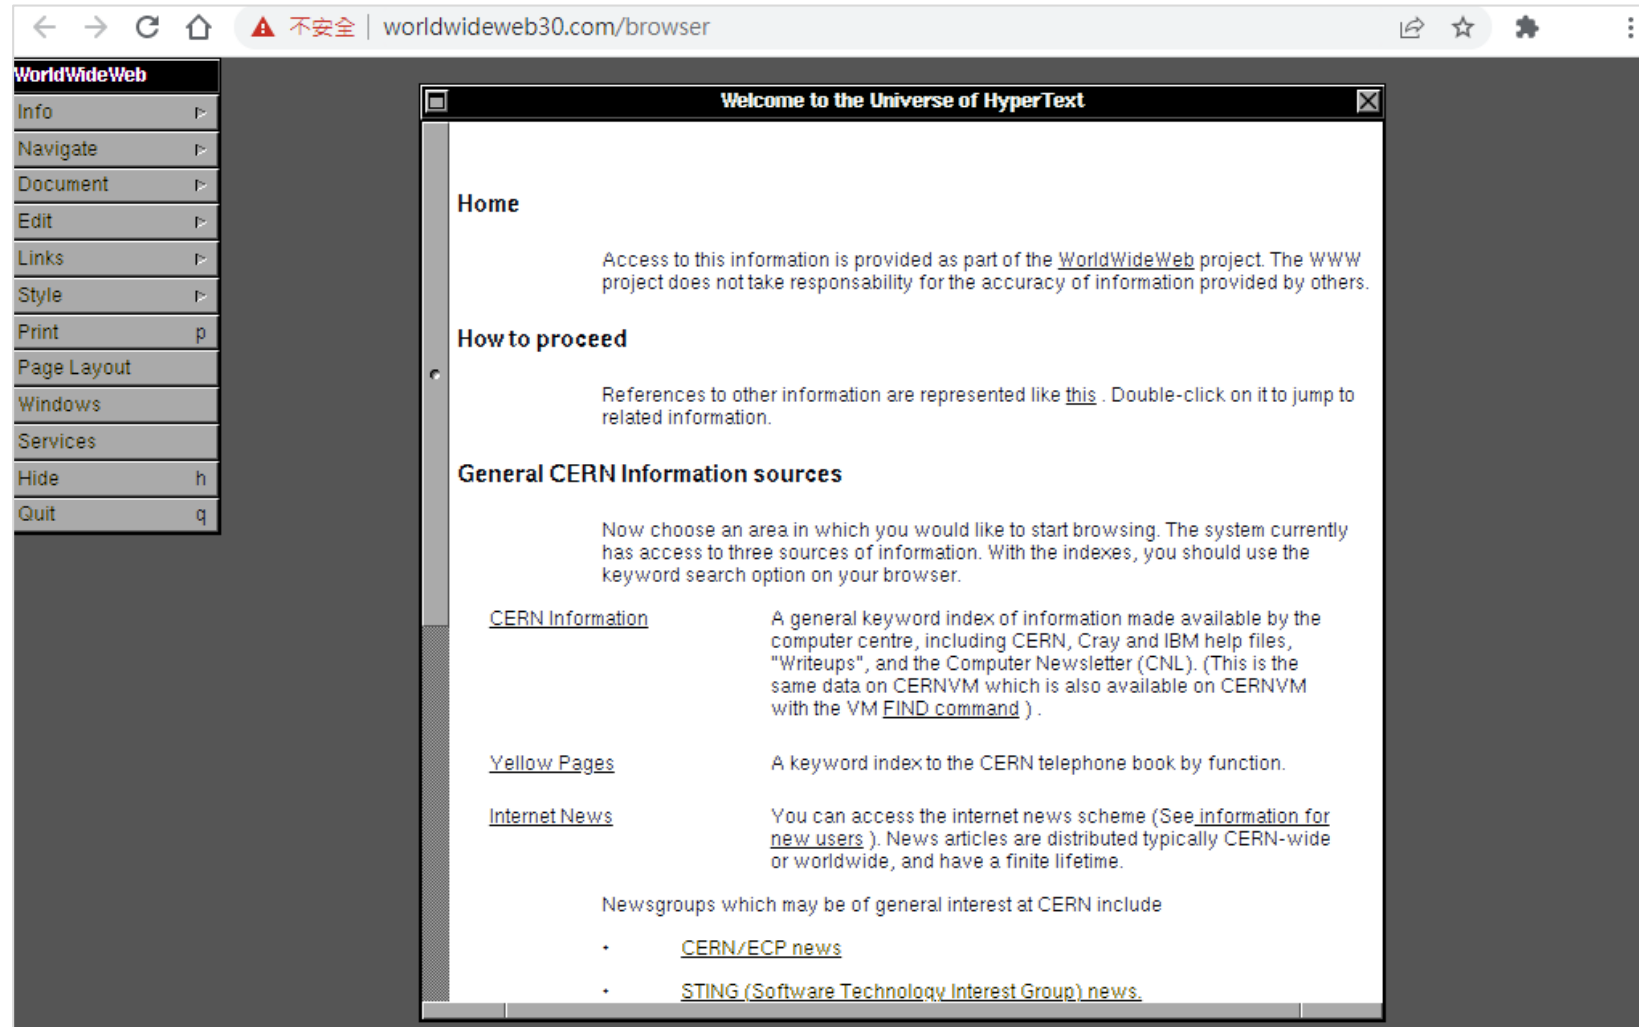 不安全 | worldwideweb30.com/browser
WorldWideWeb
Info
Navigate
Document
Edit
Links
Style
Print p
Page Layout
Windows
Services
Hide h
Quit q
Welcome to the Universe of HyperText
Home
Access to this information is provided as part of the WorldWideWeb project. The WWW
project does not take responsability for the accuracy of information provided by others.
How to proceed
References to other information are represented like this . Double-click on it to jump to
related information.
General CERN Information sources
Now choose an area in which you would like to start browsing. The system currently
has access to three sources of information. With the indexes, you should use the
keyword search option on your browser.
CERN Information
A general keyword index of information made available by the
computer centre, including CERN, Cray and IBM help files,
"Writeups", and the Computer Newsletter (CNL). (This is the
same data on CERNVM which is also available on CERNVM
with the VM FIND command ) .
Yellow Pages
A keyword index to the CERN telephone book by function.
Internet News
You can access the internet news scheme (See information for
new users ). News articles are distributed typically CERN-wide
or worldwide, and have a finite lifetime.
Newsgroups which may be of general interest at CERN include
CERN/ECP news
STING (Software Technology Interest Group) news.